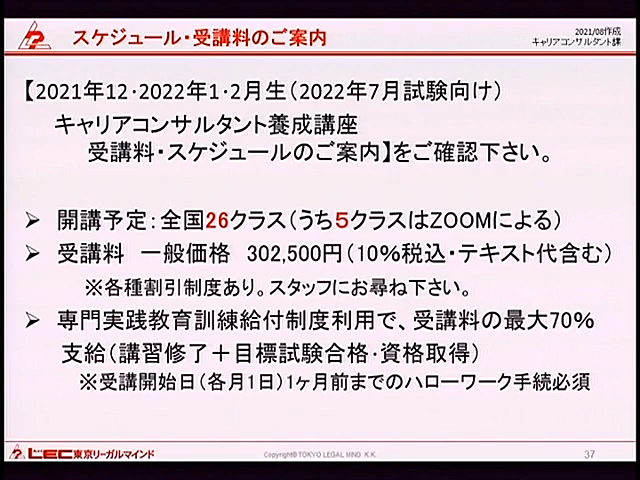 スケジュール・受講料のご案内
2021/08作成
キャリアコンサルタント課
【2021年12・2022年1・2月生（2022年7月試験向け）
キャリアコンサルタント養成講座
受講料・スケジュールのご案内】をご確認下さい。
➢ 開講予定：全国26クラス（うち5クラスはZOOMによる）
➢ 受講料　一般価格　302,500円（10%税込・テキスト代含む）
※各種割引制度あり。スタッフにお尋ね下さい。
➢ 専門実践教育訓練給付制度利用で、受講料の最大70%
支給（講習修了＋目標試験合格・資格取得）
※受講開始日（各月1日）1ヶ月前までのハローワーク手続必須
LEC東京リーガルマインド
Copyright© TOKYO LEGAL MIND K.K.
37